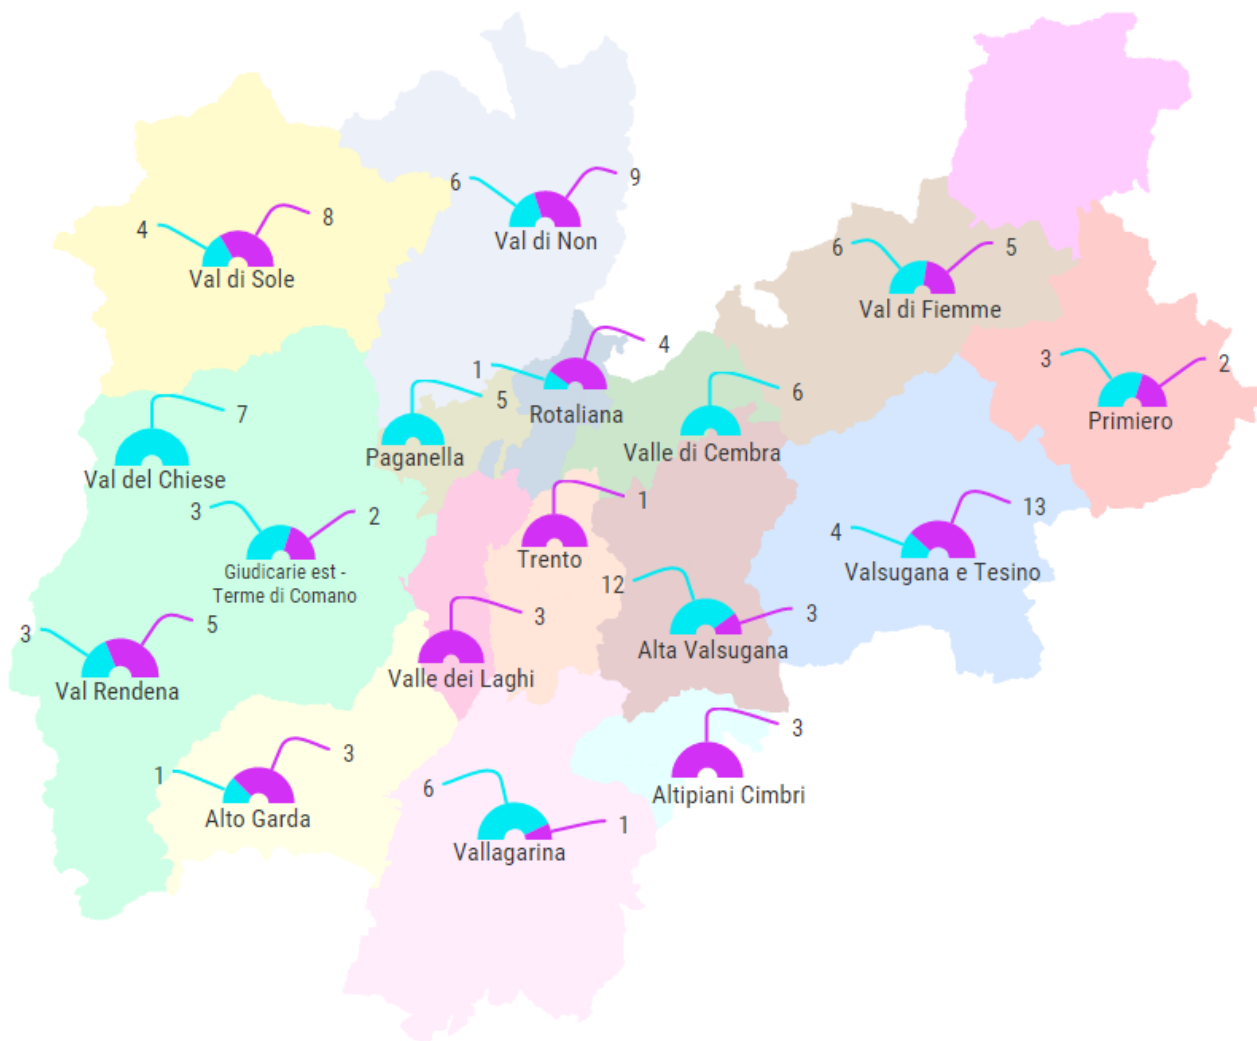 6
9
Val di Non
4
8
Val di Sole
6
5
Val di Fiemme
1
4
Rotaliana
3
2
Primiero
7
Val del Chiese
5
Paganella
6
Valle di Cembra
3
2
Giudicarie est -
Terme di Comano
1
Trento
4
13
Valsugana e Tesino
12
3
Alta Valsugana
3
5
Val Rendena
3
Valle dei Laghi
3
Altipiani Cimbri
1
3
Alto Garda
6
1
Vallagarina